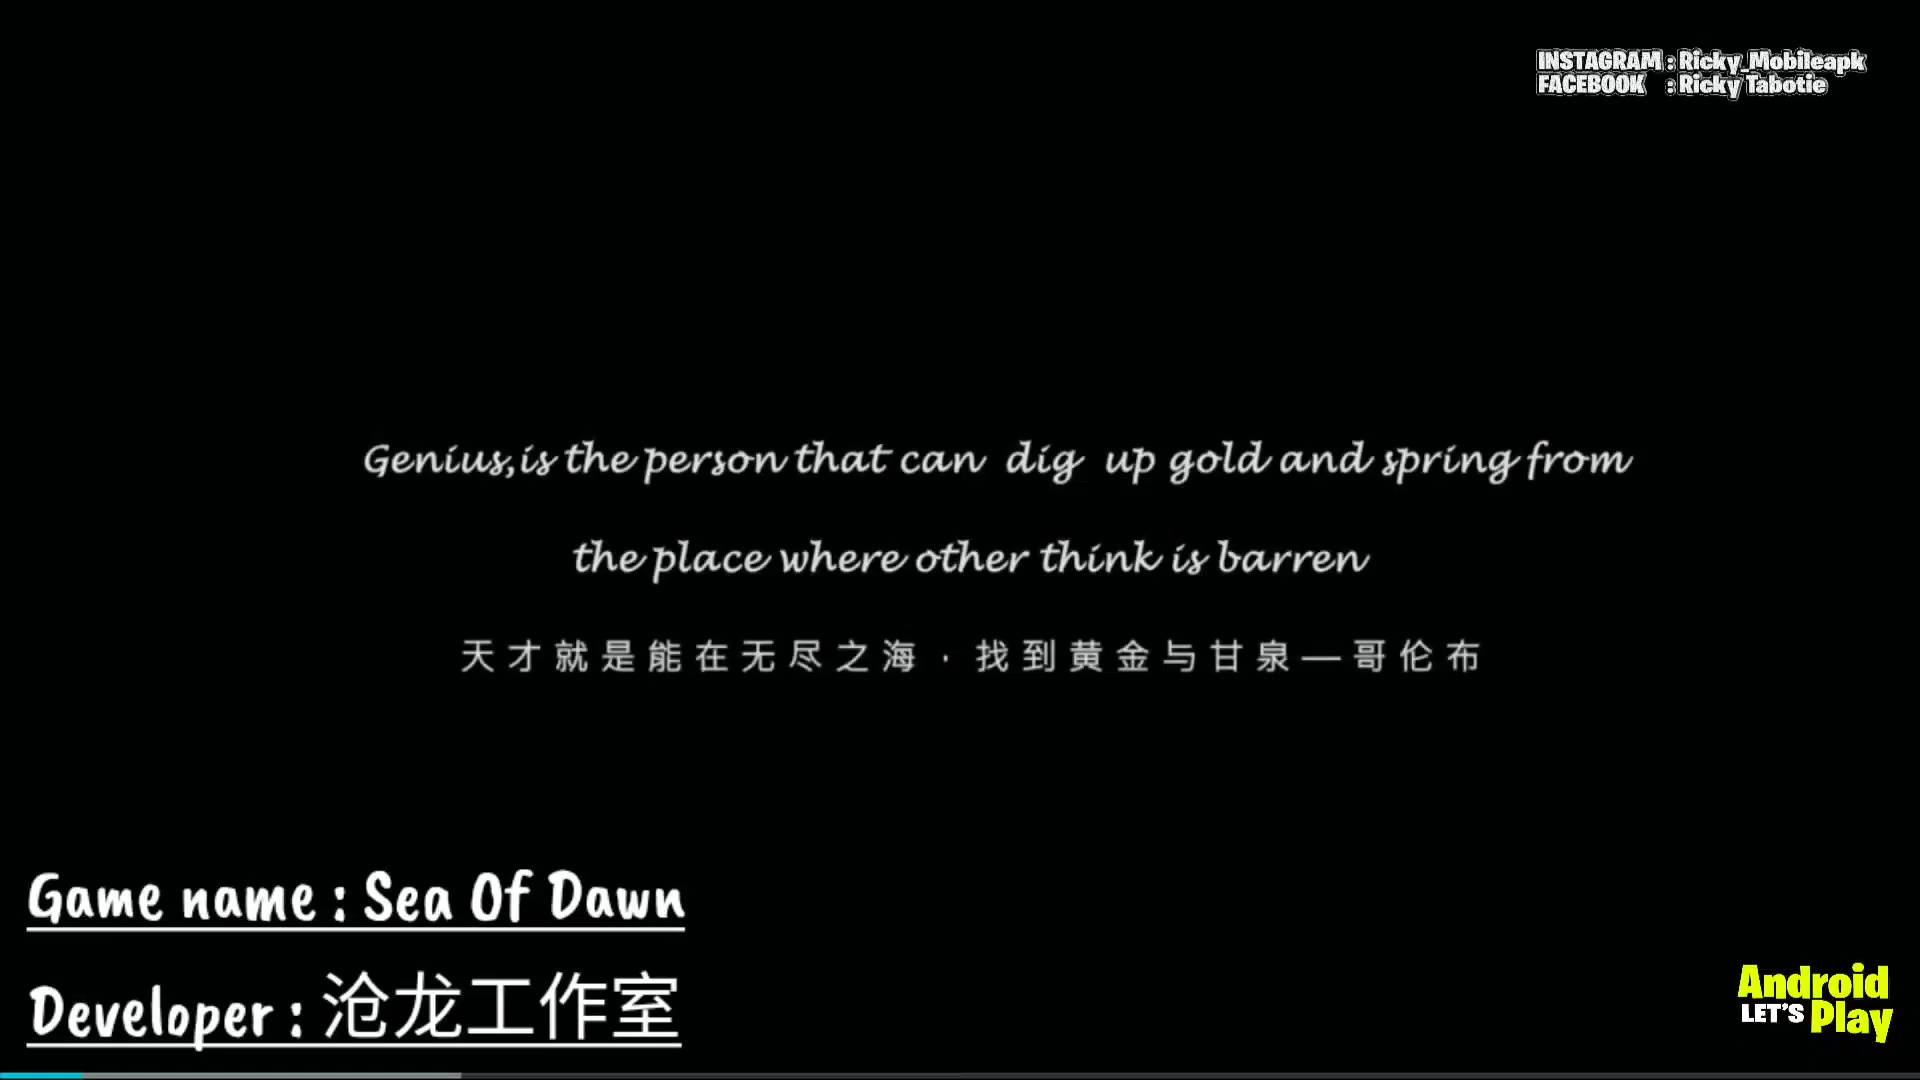 INSTAGRAM : Ricky_Mobileapk
FACEBOOK : Ricky Tabotie
Genius,is the person that can dig up gold and spring from
the place where other think is barren
天才就是能在无尽之海，找到黄金与甘泉—哥伦布
Game name : Sea Of Dawn
Developer : 沧龙工作室
Android
LET'S Play